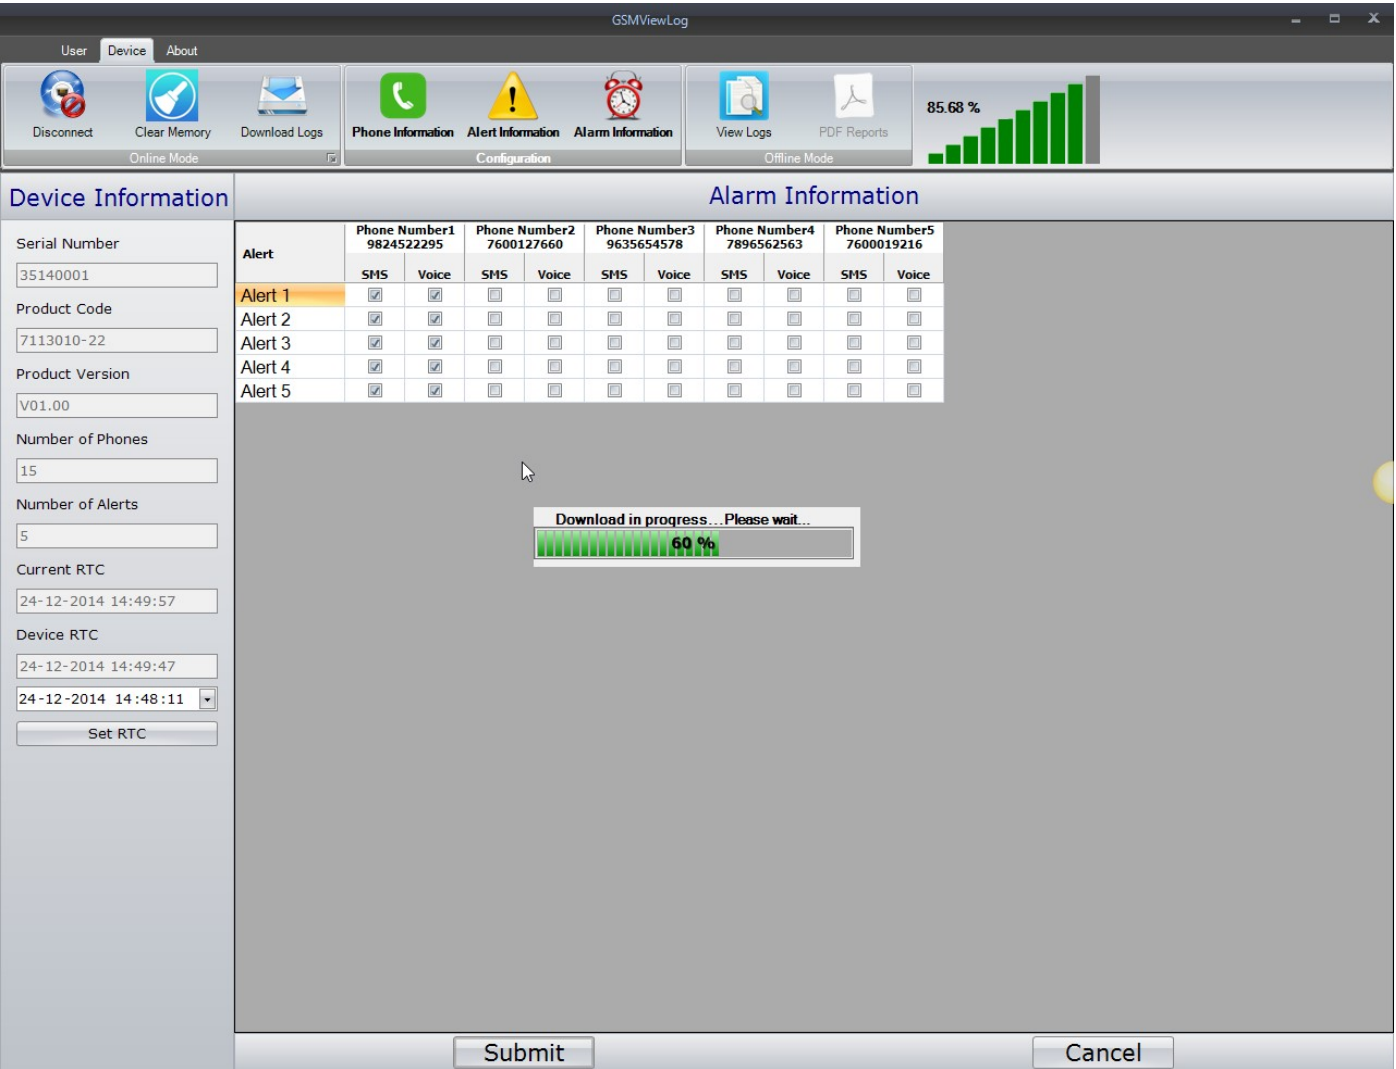 GSMViewLog
User Device About
Disconnect Clear Memory Download Logs Phone Information Alert Information Alarm Information View Logs PDF Reports 85.68 %
Online Mode Configuration Offline Mode
Device Information
Alarm Information
Serial Number
35140001
Product Code
7113010-22
Product Version
V01.00
Number of Phones
15
Number of Alerts
5
Current RTC
24-12-2014 14:49:57
Device RTC
24-12-2014 14:49:47
24-12-2014 14:48:11
Set RTC
Alert
Phone Number1 Phone Number2 Phone Number3 Phone Number4 Phone Number5
9824522295 7600127660 9635654578 7896562563 7600019216
SMS Voice SMS Voice SMS Voice SMS Voice SMS Voice
Alert 1
Alert 2
Alert 3
Alert 4
Alert 5
Download in progress...Please wait...
60 %
Submit Cancel